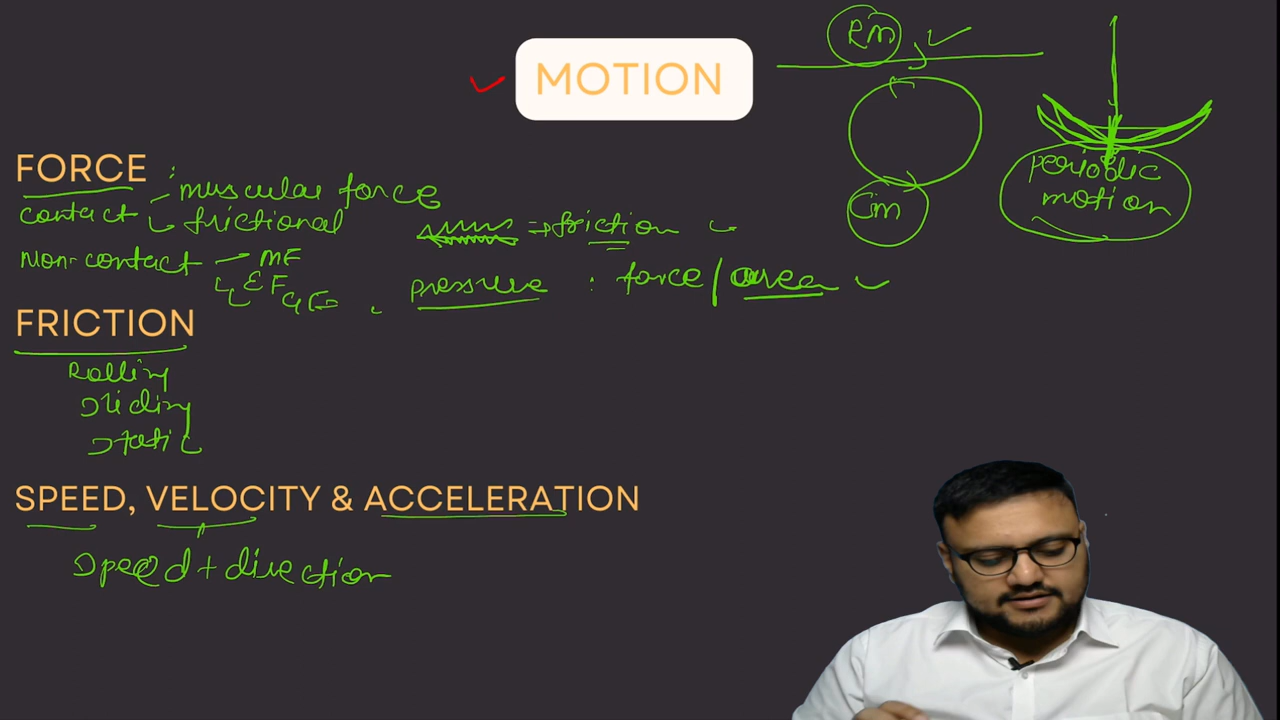 MOTION
Rm
Cm
periodic
motion
FORCE
: muscular force
contact
frictional
⇒ friction
Non-contact
MF
EF
GF
pressure : force / area
FRICTION
Rolling
Sliding
Static
SPEED, VELOCITY & ACCELERATION
Speed + direction